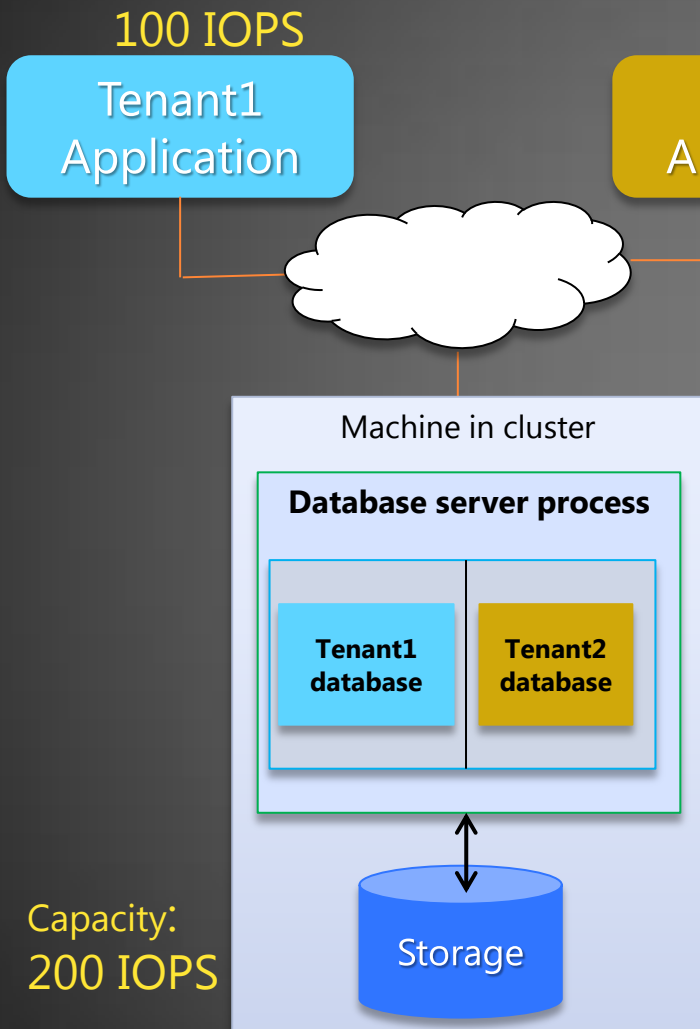 100 IOPS
Tenant1
Application
A
Machine in cluster
Database server process
Tenant1
database
Tenant2
database
Storage
Capacity:
200 IOPS